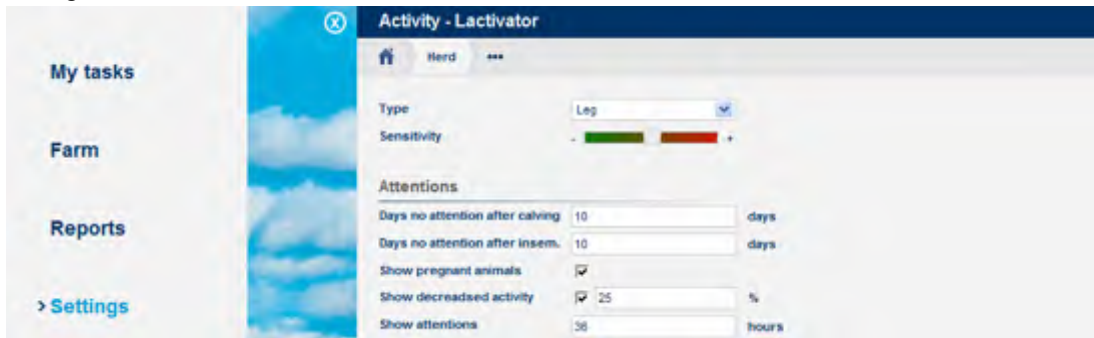 Activity - Lactivator
Herd •••
My tasks
Farm
Reports
> Settings
Type Leg
Sensitivity - +
Attentions
Days no attention after calving 10 days
Days no attention after insem. 10 days
Show pregnant animals
Show decreadsed activity 25 %
Show attentions 36 hours